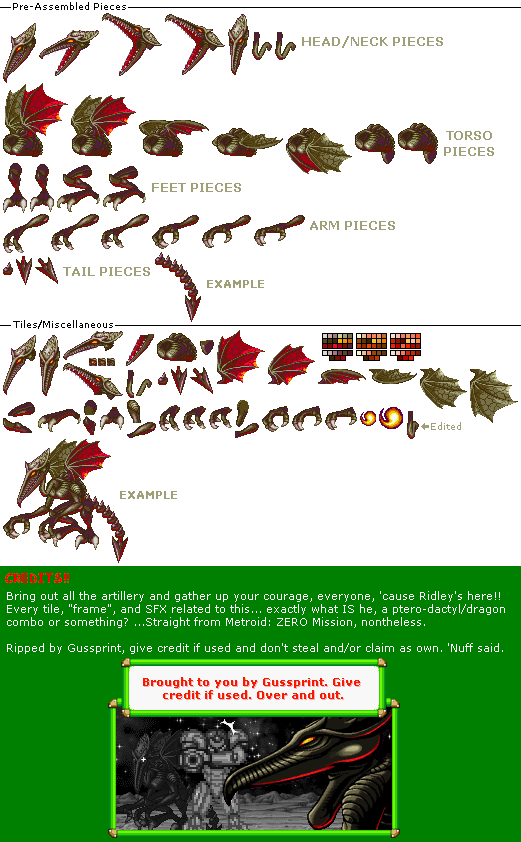 Pre-Assembled Pieces
HEAD/NECK PIECES
TORSO
PIECES
FEET PIECES
ARM PIECES
TAIL PIECES
EXAMPLE
Tiles/Miscellaneous
←Edited
EXAMPLE
CREDITS!!
Bring out all the artillery and gather up your courage, everyone, 'cause Ridley's here!!
Every tile, "frame", and SFX related to this... exactly what IS he, a ptero-dactyl/dragon
combo or something? ...Straight from Metroid: ZERO Mission, nontheless.
Ripped by Gussprint, give credit if used and don't steal and/or claim as own. 'Nuff said.
Brought to you by Gussprint. Give
credit if used. Over and out.